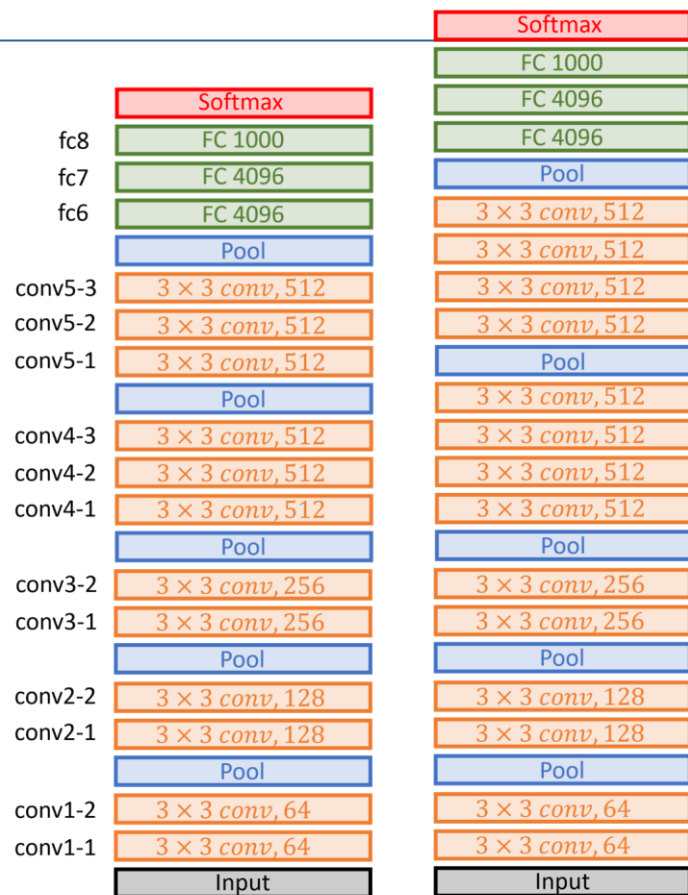 Softmax
fc8 FC 1000
fc7 FC 4096
fc6 FC 4096
Pool
conv5-3 3 × 3 conv, 512
conv5-2 3 × 3 conv, 512
conv5-1 3 × 3 conv, 512
Pool
conv4-3 3 × 3 conv, 512
conv4-2 3 × 3 conv, 512
conv4-1 3 × 3 conv, 512
Pool
conv3-2 3 × 3 conv, 256
conv3-1 3 × 3 conv, 256
Pool
conv2-2 3 × 3 conv, 128
conv2-1 3 × 3 conv, 128
Pool
conv1-2 3 × 3 conv, 64
conv1-1 3 × 3 conv, 64
Input
Softmax
FC 1000
FC 4096
FC 4096
Pool
3 × 3 conv, 512
3 × 3 conv, 512
3 × 3 conv, 512
3 × 3 conv, 512
Pool
3 × 3 conv, 512
3 × 3 conv, 512
3 × 3 conv, 512
3 × 3 conv, 512
Pool
3 × 3 conv, 256
3 × 3 conv, 256
Pool
3 × 3 conv, 128
3 × 3 conv, 128
Pool
3 × 3 conv, 64
3 × 3 conv, 64
Input